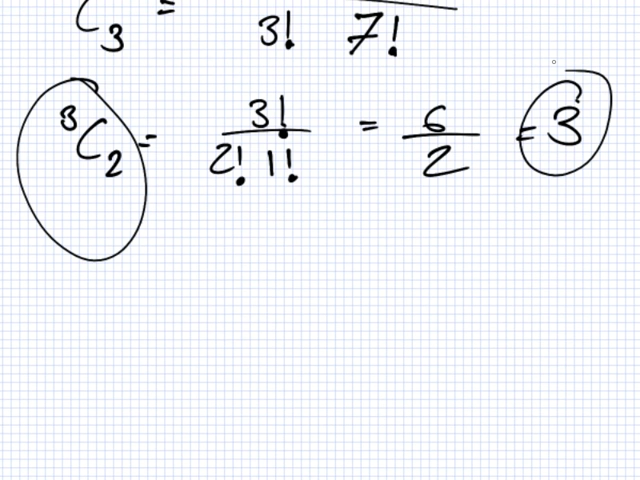 C₃ =
3! 7!
³C₂ = 3! / 2! 1! = 6 / 2 = 3